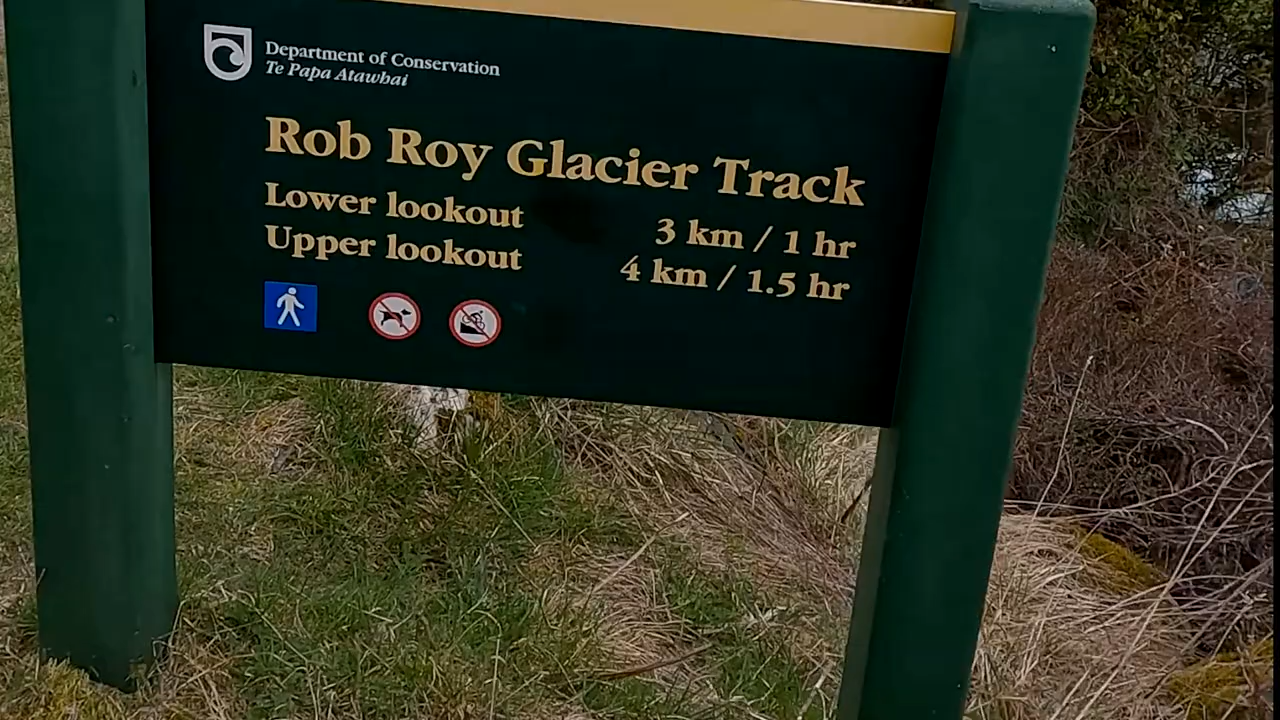 Department of Conservation
Te Papa Atawhai
Rob Roy Glacier Track
Lower lookout 3 km / 1 hr
Upper lookout 4 km / 1.5 hr